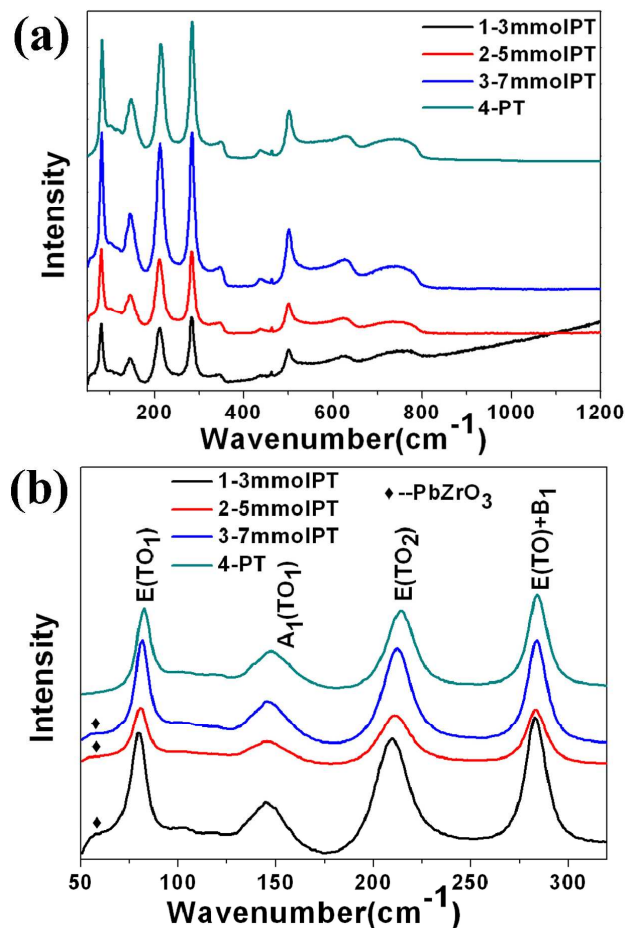 (a)
1-3mmolPT
2-5mmolPT
3-7mmolPT
4-PT
Intensity
200 400 600 800 1000 1200
Wavenumber(cm⁻¹)
(b)
1-3mmolPT
2-5mmolPT
3-7mmolPT
4-PT
♦--PbZrO₃
E(TO₁)
A₁(TO₁)
E(TO₂)
E(TO)+B₁
Intensity
50 100 150 200 250 300
Wavenumber(cm⁻¹)